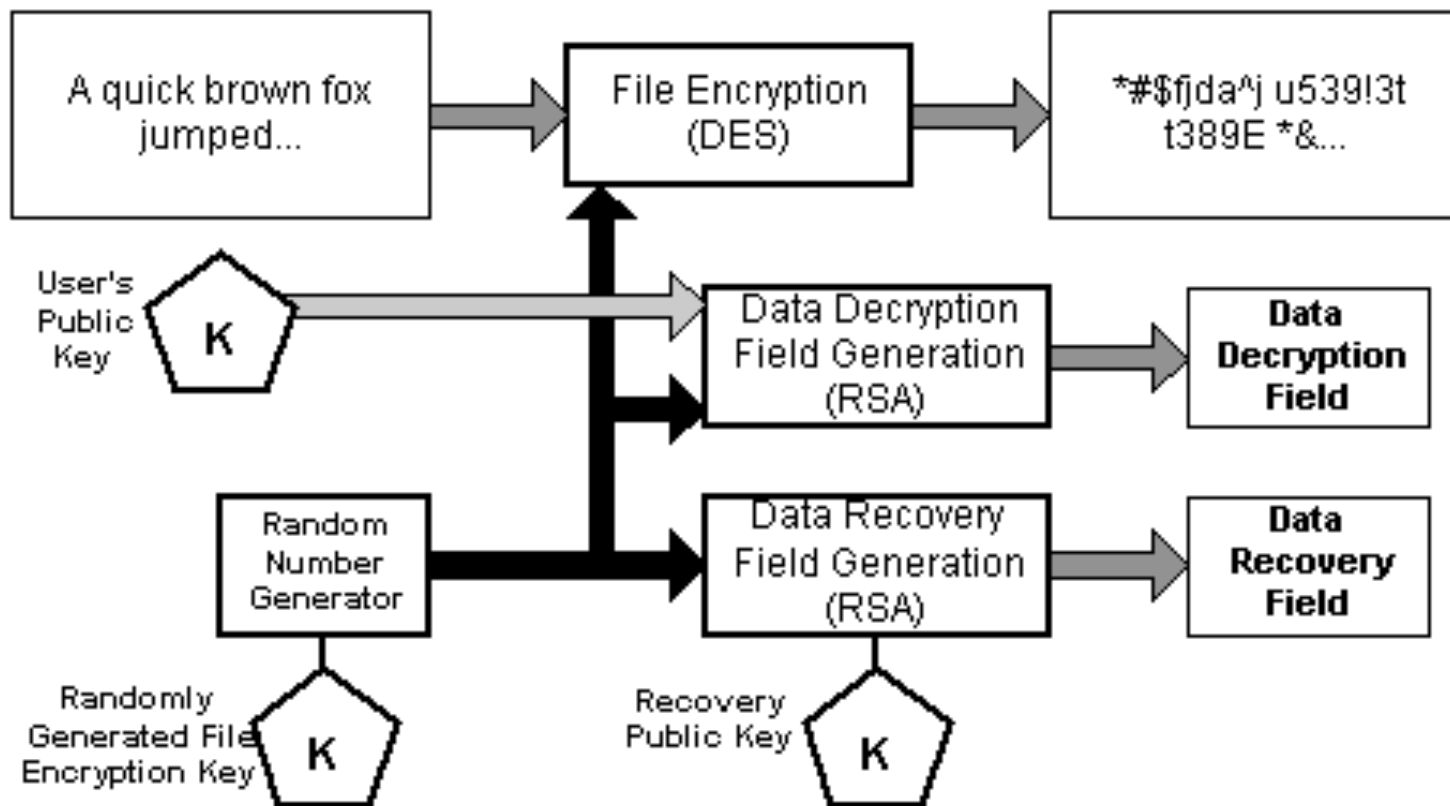 A quick brown fox
jumped...
File Encryption
(DES)
*#$fjda^j u539!3t
t389E *&...
User's
Public
Key
K
Data Decryption
Field Generation
(RSA)
Data
Decryption
Field
Random
Number
Generator
Data Recovery
Field Generation
(RSA)
Data
Recovery
Field
Randomly
Generated File
Encryption Key
K
Recovery
Public Key
K